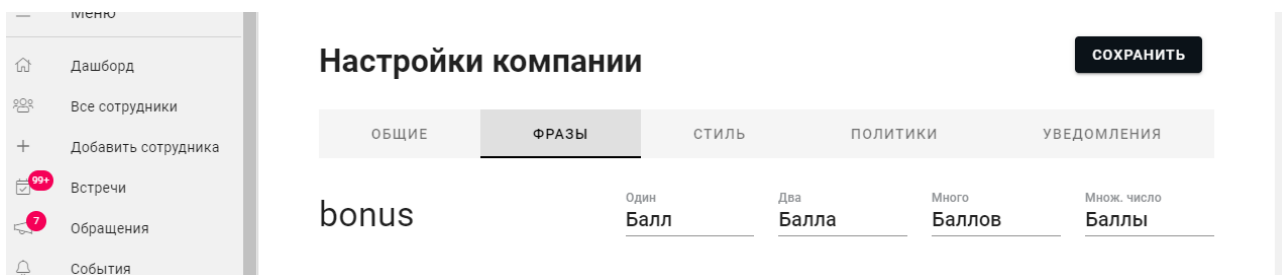 Меню
Дашборд
Все сотрудники
Добавить сотрудника
99+
Встречи
7
Обращения
События
Настройки компании
СОХРАНИТЬ
ОБЩИЕ ФРАЗЫ СТИЛЬ ПОЛИТИКИ УВЕДОМЛЕНИЯ
bonus
Один Два Много Множ. число
Балл Балла Баллов Баллы